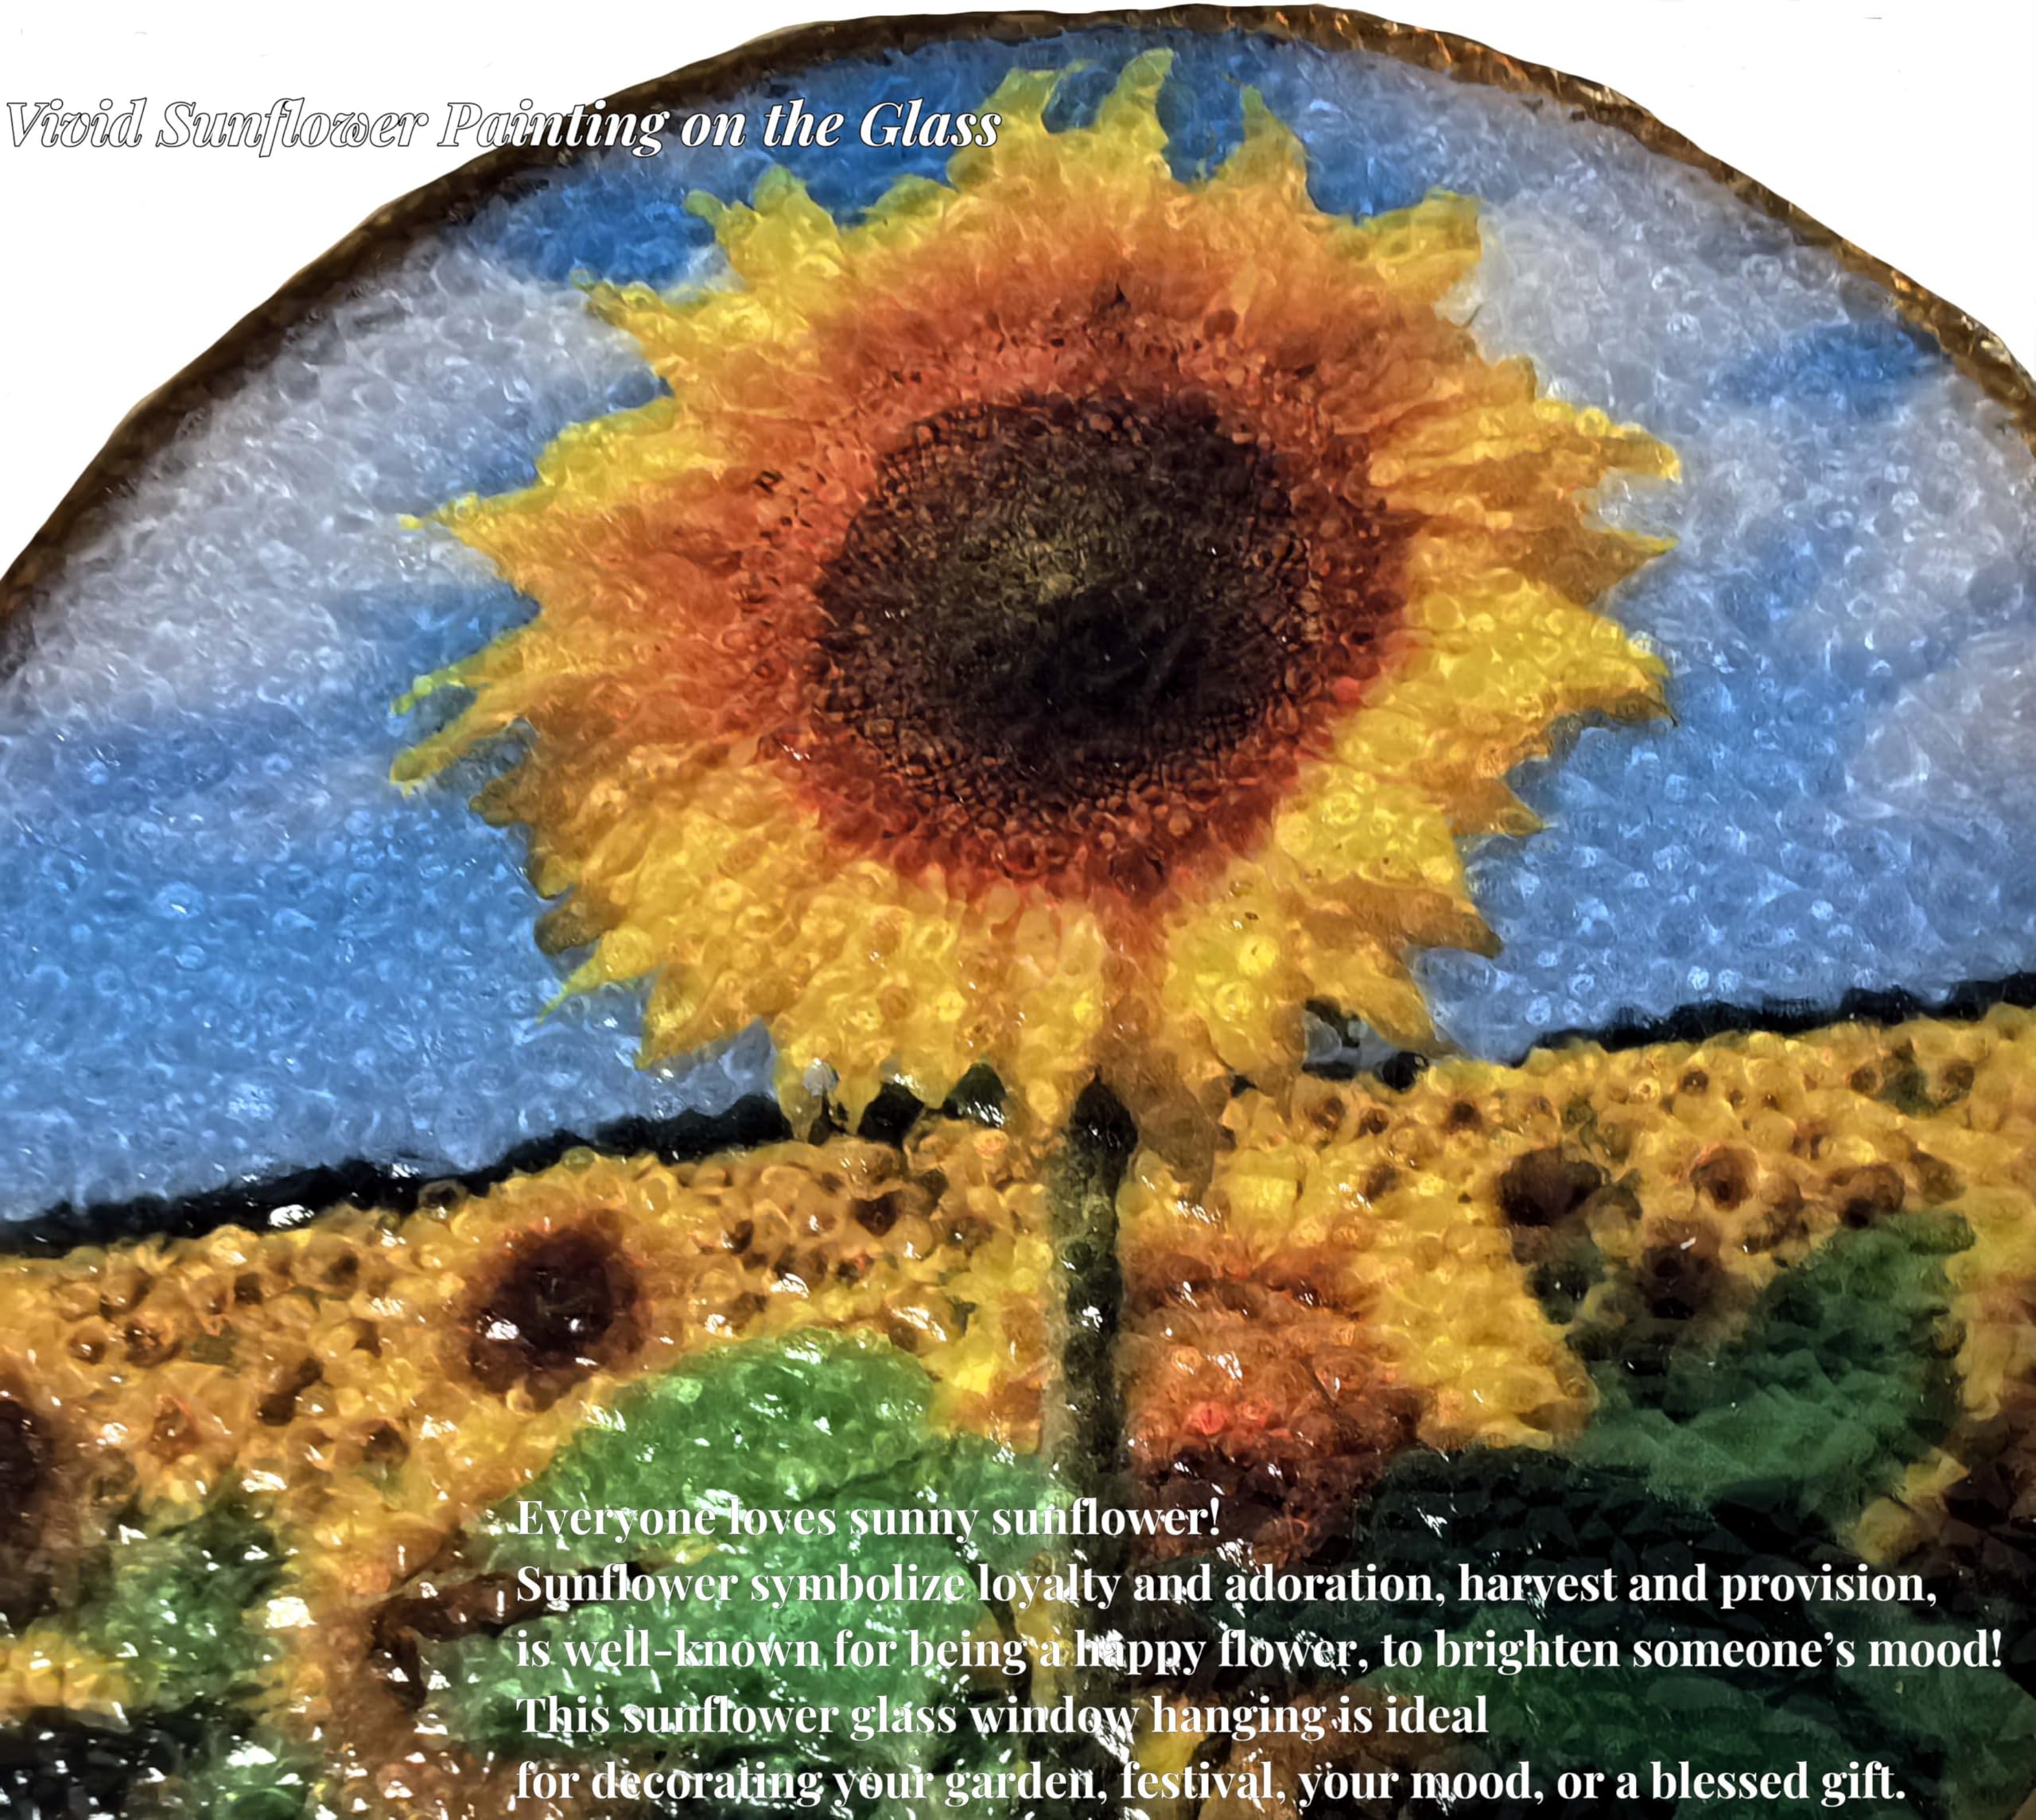 Vivid Sunflower Painting on the Glass
Everyone loves sunny sunflower!
Sunflower symbolize loyalty and adoration, harvest and provision,
is well-known for being a happy flower, to brighten someone’s mood!
This sunflower glass window hanging is ideal
for decorating your garden, festival, your mood, or a blessed gift.